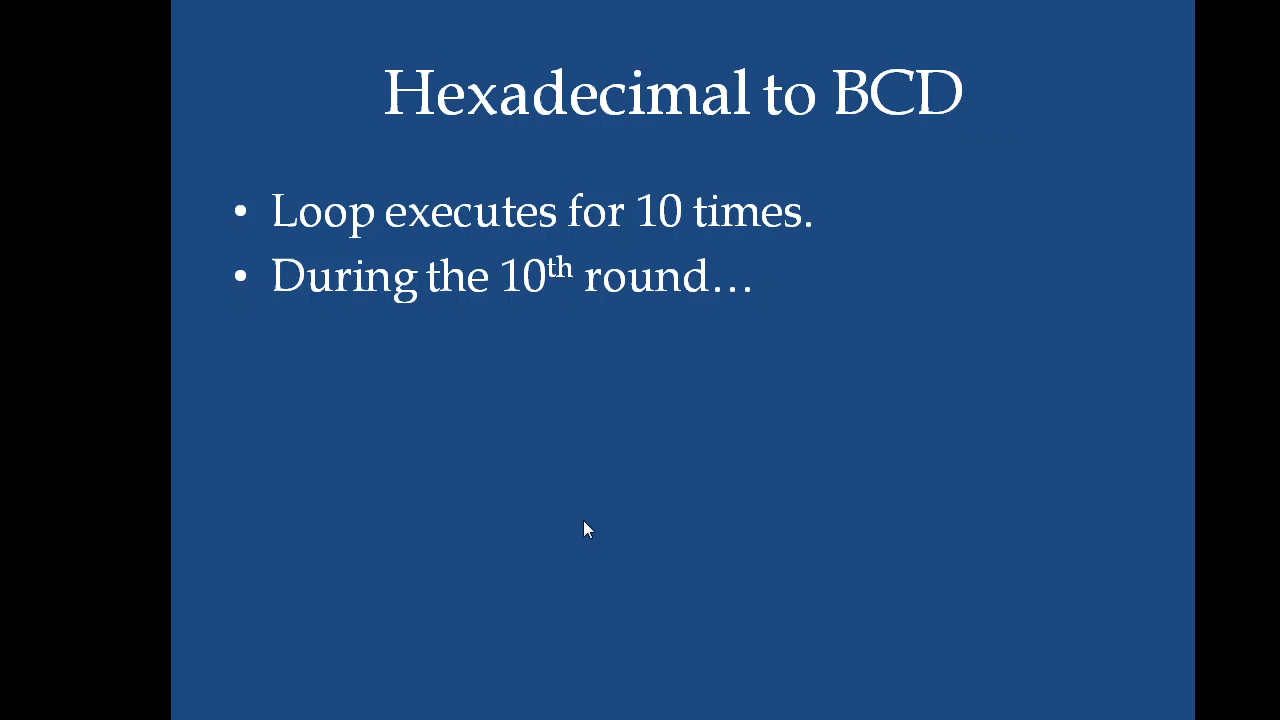 Hexadecimal to BCD
• Loop executes for 10 times.
• During the 10th round…